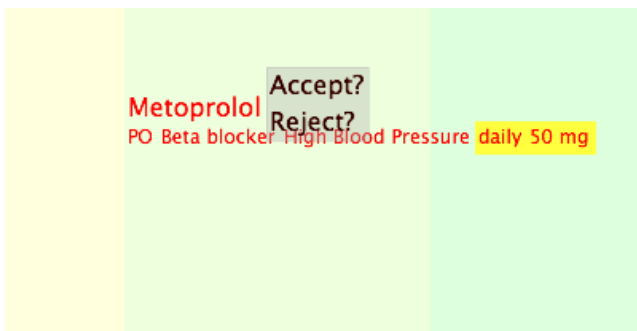 Accept?
Metoprolol
Reject?
PO Beta blocker High Blood Pressure daily 50 mg